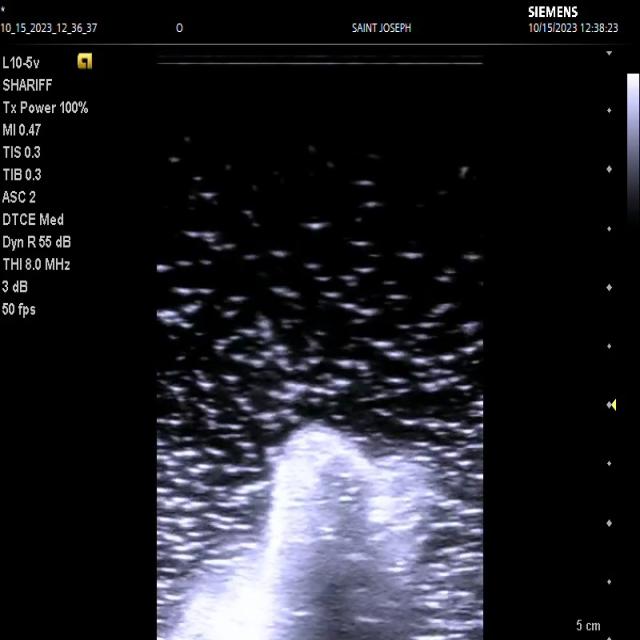 *
SIEMENS
10_15_2023_12_36_37 O SAINT JOSEPH 10/15/2023 12:38:23
L10-5v
SHARIFF
Tx Power 100%
MI 0.47
TIS 0.3
TIB 0.3
ASC 2
DTCE Med
Dyn R 55 dB
THI 8.0 MHz
3 dB
50 fps
5 cm